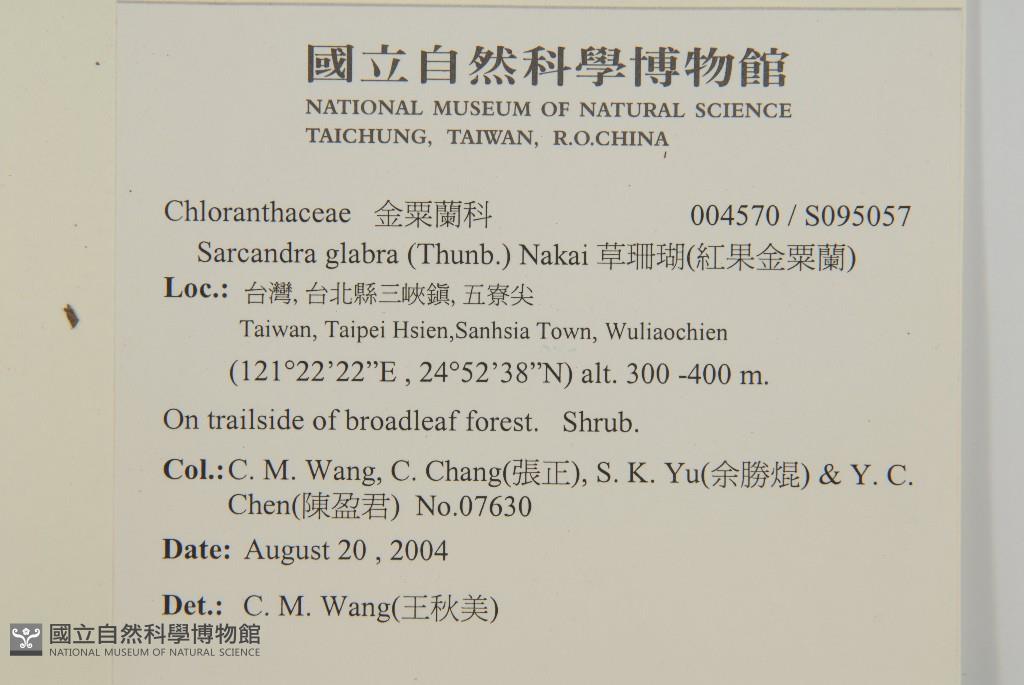 國立自然科學博物館
NATIONAL MUSEUM OF NATURAL SCIENCE
TAICHUNG, TAIWAN, R.O.CHINA
Chloranthaceae 金粟蘭科 004570 / S095057
Sarcandra glabra (Thunb.) Nakai 草珊瑚(紅果金粟蘭)
Loc.: 台灣, 台北縣三峽鎮, 五寮尖
Taiwan, Taipei Hsien,Sanhsia Town, Wuliaochien
(121°22’22”E , 24°52’38”N) alt. 300 -400 m.
On trailside of broadleaf forest. Shrub.
Col.: C. M. Wang, C. Chang(張正), S. K. Yu(余勝焜) & Y. C.
Chen(陳盈君) No.07630
Date: August 20 , 2004
Det.: C. M. Wang(王秋美)
國立自然科學博物館
NATIONAL MUSEUM OF NATURAL SCIENCE